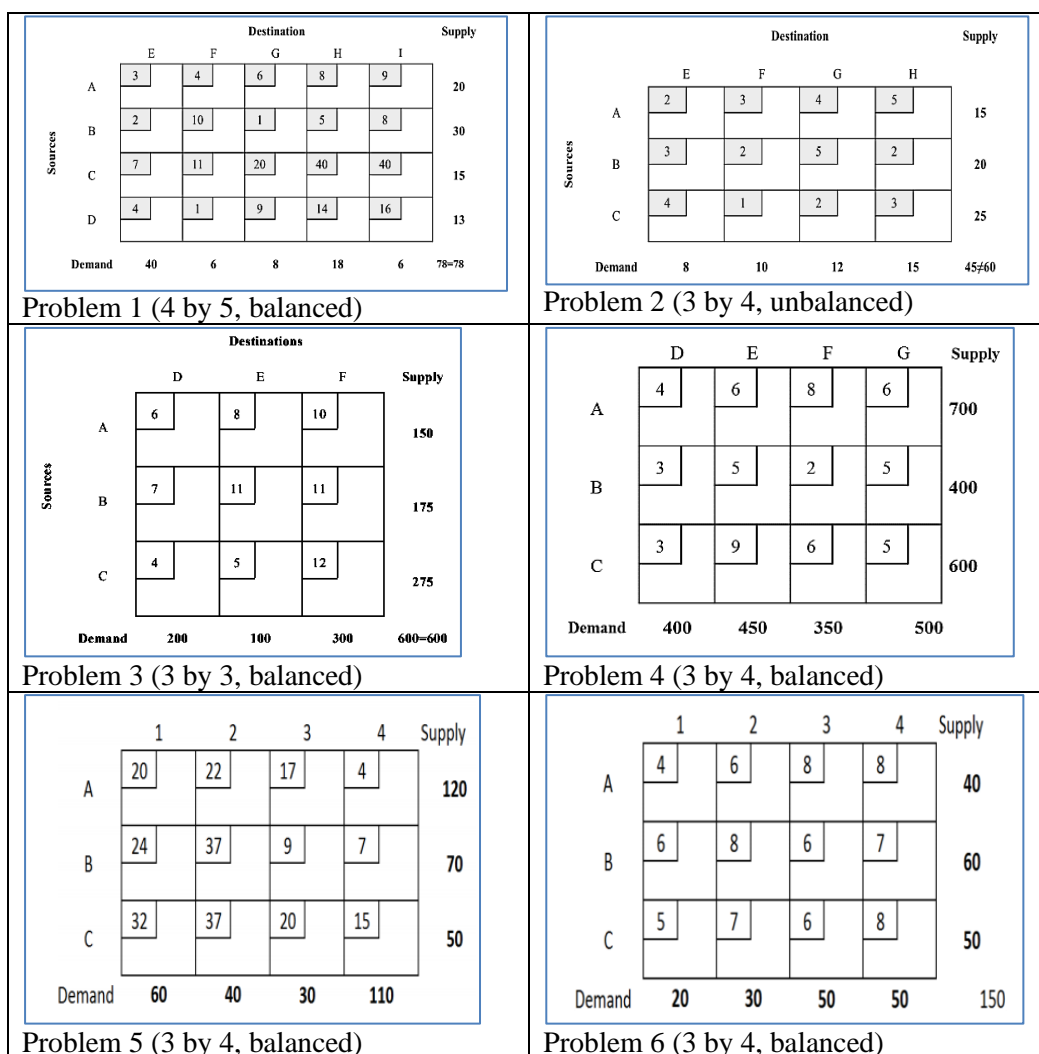 Destination Supply
E F G H I
A 3 4 6 8 9 20
B 2 10 1 5 8 30
Sources
C 7 11 20 40 40 15
D 4 1 9 14 16 13
Demand 40 6 8 18 6 78=78
Problem 1 (4 by 5, balanced)
Destination Supply
E F G H
A 2 3 4 5 15
B 3 2 5 2 20
Sources
C 4 1 2 3 25
Demand 8 10 12 15 45≠60
Problem 2 (3 by 4, unbalanced)
Destinations
D E F Supply
A 6 8 10 150
Sources
B 7 11 11 175
C 4 5 12 275
Demand 200 100 300 600=600
Problem 3 (3 by 3, balanced)
D E F G Supply
A 4 6 8 6 700
B 3 5 2 5 400
C 3 9 6 5 600
Demand 400 450 350 500
Problem 4 (3 by 4, balanced)
1 2 3 4 Supply
A 20 22 17 4 120
B 24 37 9 7 70
C 32 37 20 15 50
Demand 60 40 30 110
Problem 5 (3 by 4, balanced)
1 2 3 4 Supply
A 4 6 8 8 40
B 6 8 6 7 60
C 5 7 6 8 50
Demand 20 30 50 50 150
Problem 6 (3 by 4, balanced)